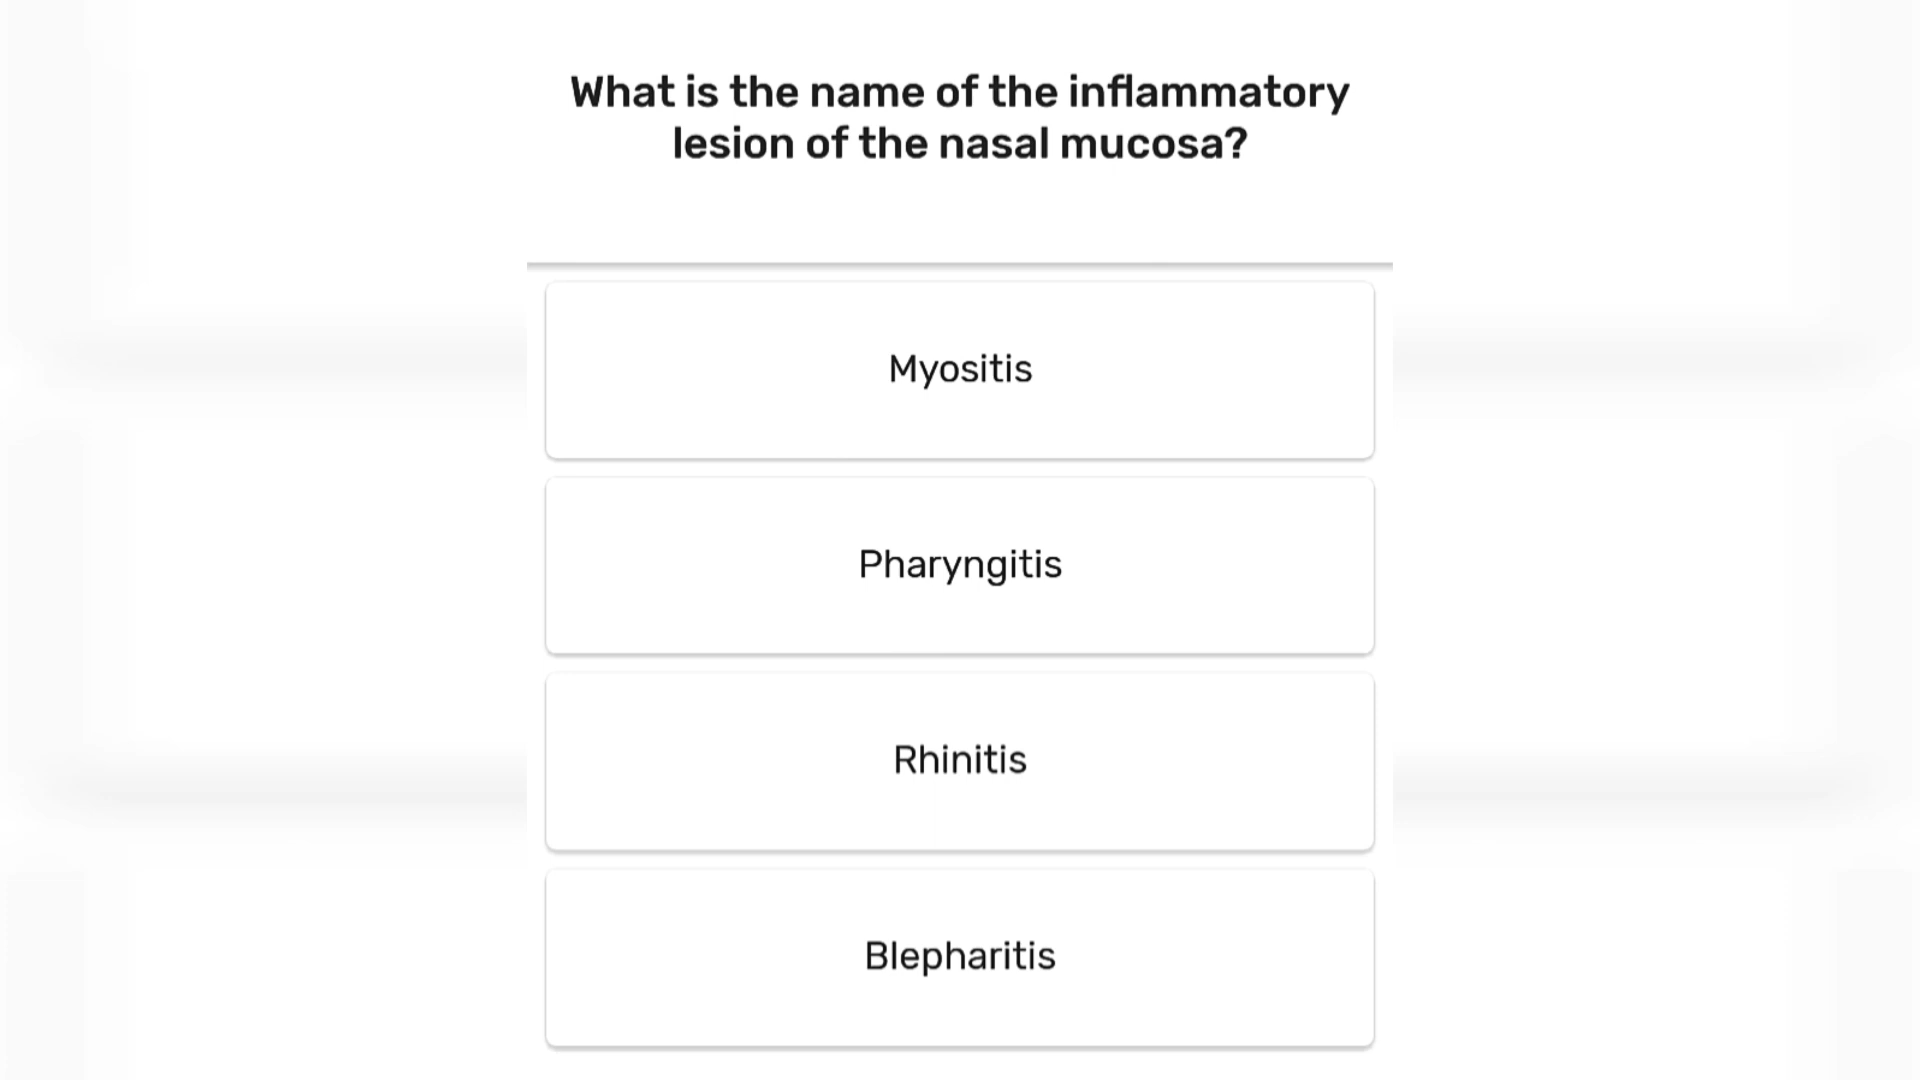 What is the name of the inflammatory
lesion of the nasal mucosa?
Myositis
Pharyngitis
Rhinitis
Blepharitis